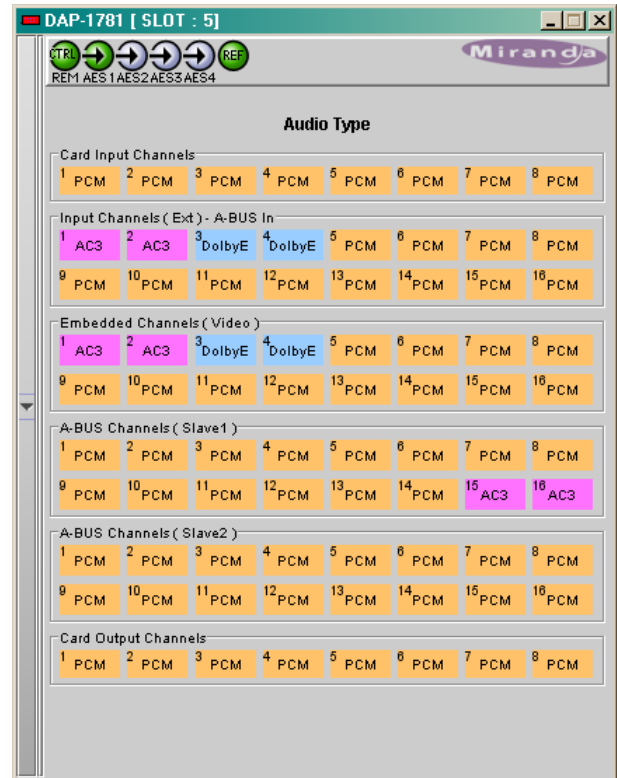 DAP-1781 [ SLOT : 5]
CTRL REF Miranda
REM AES1 AES2 AES3 AES4
Audio Type
Card Input Channels
1 PCM 2 PCM 3 PCM 4 PCM 5 PCM 6 PCM 7 PCM 8 PCM
Input Channels ( Ext ) - A-BUS In
1 AC3 2 AC3 3 DolbyE 4 DolbyE 5 PCM 6 PCM 7 PCM 8 PCM
9 PCM 10 PCM 11 PCM 12 PCM 13 PCM 14 PCM 15 PCM 16 PCM
Embedded Channels ( Video )
1 AC3 2 AC3 3 DolbyE 4 DolbyE 5 PCM 6 PCM 7 PCM 8 PCM
9 PCM 10 PCM 11 PCM 12 PCM 13 PCM 14 PCM 15 PCM 16 PCM
A-BUS Channels ( Slave1 )
1 PCM 2 PCM 3 PCM 4 PCM 5 PCM 6 PCM 7 PCM 8 PCM
9 PCM 10 PCM 11 PCM 12 PCM 13 PCM 14 PCM 15 AC3 16 AC3
A-BUS Channels ( Slave2 )
1 PCM 2 PCM 3 PCM 4 PCM 5 PCM 6 PCM 7 PCM 8 PCM
9 PCM 10 PCM 11 PCM 12 PCM 13 PCM 14 PCM 15 PCM 16 PCM
Card Output Channels
1 PCM 2 PCM 3 PCM 4 PCM 5 PCM 6 PCM 7 PCM 8 PCM